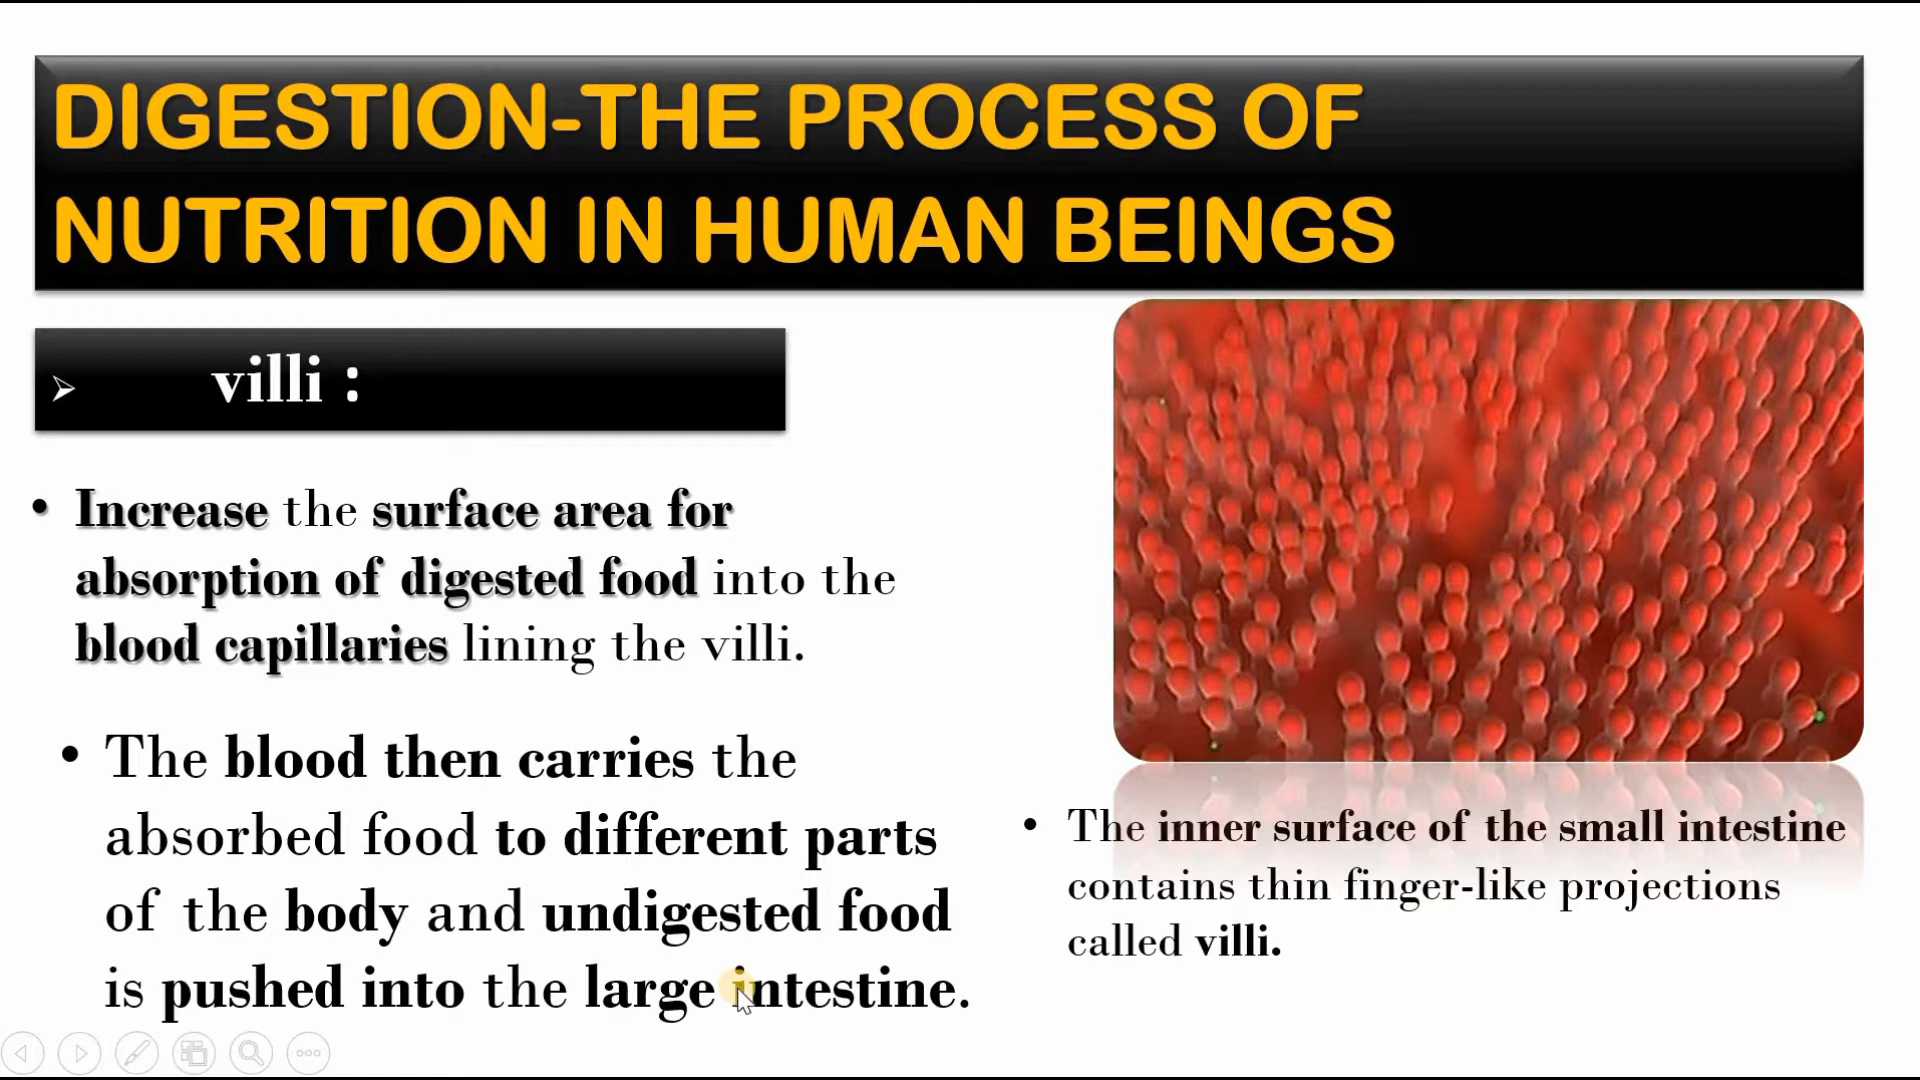 DIGESTION-THE PROCESS OF
NUTRITION IN HUMAN BEINGS
villi :
• Increase the surface area for
absorption of digested food into the
blood capillaries lining the villi.
• The blood then carries the
absorbed food to different parts
of the body and undigested food
is pushed into the large intestine.
• The inner surface of the small intestine
contains thin finger-like projections
called villi.